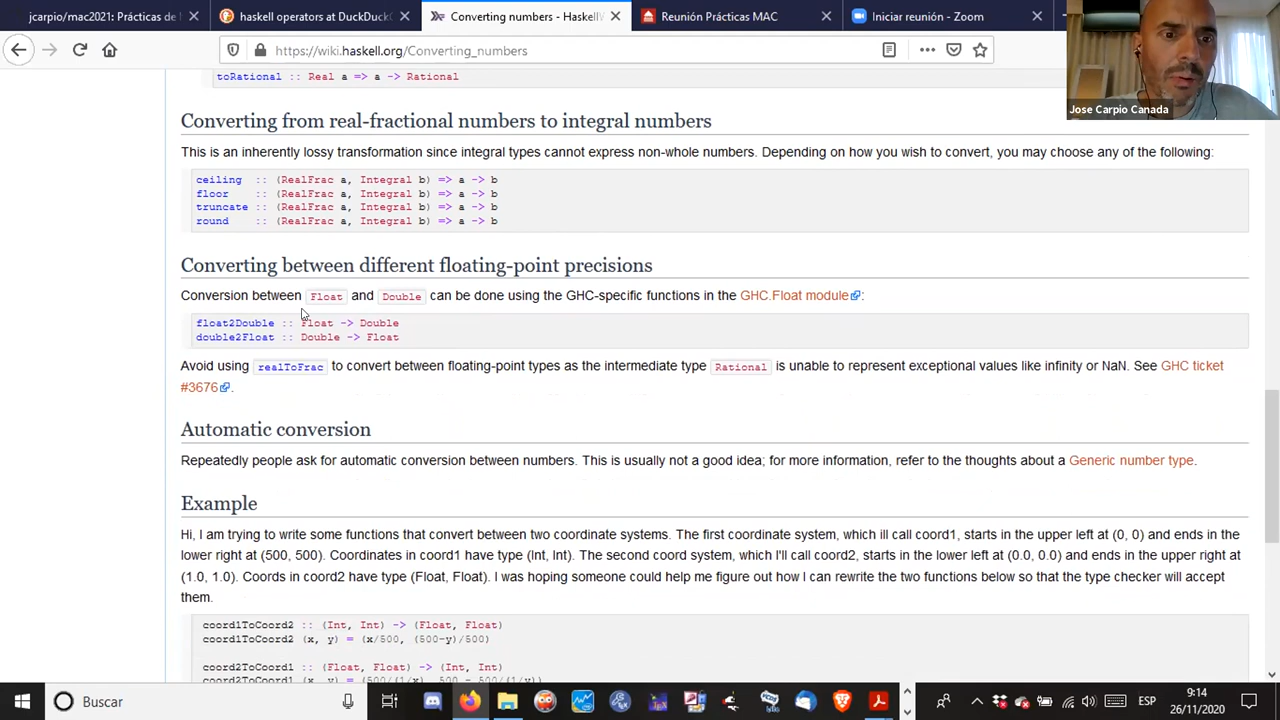 jcarpio/mac2021: Prácticas de
haskell operators at DuckDuck
Converting numbers - HaskellW
Reunión Prácticas MAC
Iniciar reunión - Zoom
https://wiki.haskell.org/Converting_numbers
Jose Carpio Canada
toRational :: Real a => a -> Rational
Converting from real-fractional numbers to integral numbers
This is an inherently lossy transformation since integral types cannot express non-whole numbers. Depending on how you wish to convert, you may choose any of the following:
ceiling :: (RealFrac a, Integral b) => a -> b
floor :: (RealFrac a, Integral b) => a -> b
truncate :: (RealFrac a, Integral b) => a -> b
round :: (RealFrac a, Integral b) => a -> b
Converting between different floating-point precisions
Conversion between Float and Double can be done using the GHC-specific functions in the GHC.Float module:
float2Double :: Float -> Double
double2Float :: Double -> Float
Avoid using realToFrac to convert between floating-point types as the intermediate type Rational is unable to represent exceptional values like infinity or NaN. See GHC ticket
#3676.
Automatic conversion
Repeatedly people ask for automatic conversion between numbers. This is usually not a good idea; for more information, refer to the thoughts about a Generic number type.
Example
Hi, I am trying to write some functions that convert between two coordinate systems. The first coordinate system, which ill call coord1, starts in the upper left at (0, 0) and ends in the
lower right at (500, 500). Coordinates in coord1 have type (Int, Int). The second coord system, which I'll call coord2, starts in the lower left at (0.0, 0.0) and ends in the upper right at
(1.0, 1.0). Coords in coord2 have type (Float, Float). I was hoping someone could help me figure out how I can rewrite the two functions below so that the type checker will accept
them.
coord1ToCoord2 :: (Int, Int) -> (Float, Float)
coord1ToCoord2 (x, y) = (x/500, (500-y)/500)
coord2ToCoord1 :: (Float, Float) -> (Int, Int)
coord2ToCoord1 (x, y) = (500/(1/x), 500 - 500/(1/y))
Buscar
ESP
9:14
26/11/2020